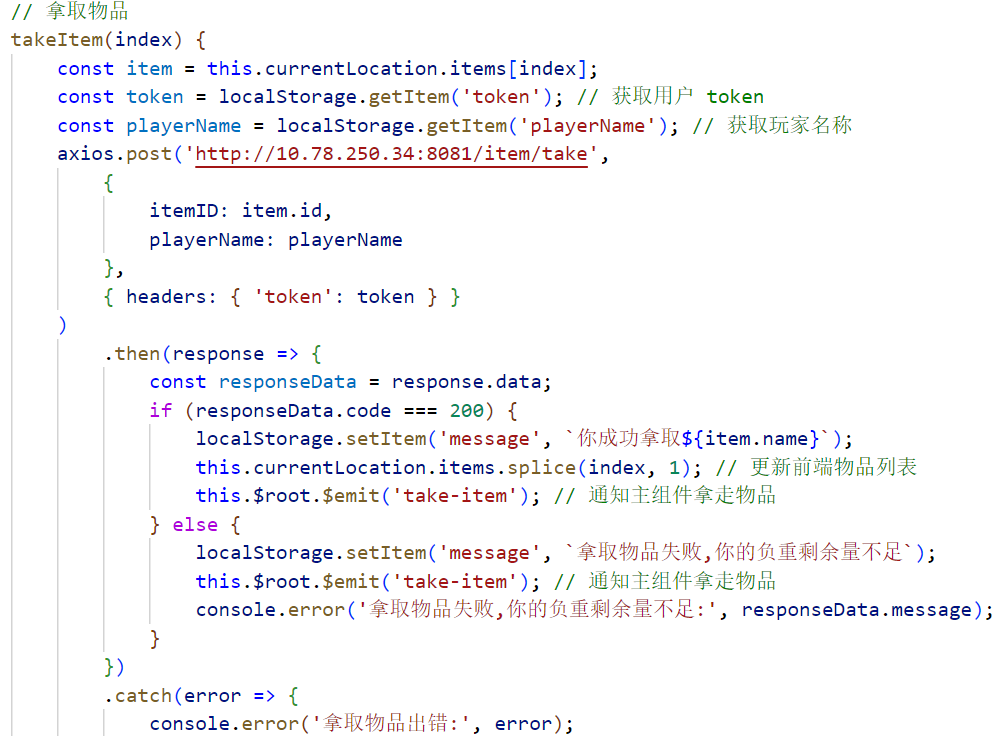 // 拿取物品
takeItem(index) {
const item = this.currentLocation.items[index];
const token = localStorage.getItem('token'); // 获取用户 token
const playerName = localStorage.getItem('playerName'); // 获取玩家名称
axios.post('http://10.78.250.34:8081/item/take',
{
itemID: item.id,
playerName: playerName
},
{ headers: { 'token': token } }
)
.then(response => {
const responseData = response.data;
if (responseData.code === 200) {
localStorage.setItem('message', `你成功拿取${item.name}`);
this.currentLocation.items.splice(index, 1); // 更新前端物品列表
this.$root.$emit('take-item'); // 通知主组件拿走物品
} else {
localStorage.setItem('message', `拿取物品失败,你的负重剩余量不足`);
this.$root.$emit('take-item'); // 通知主组件拿走物品
console.error('拿取物品失败,你的负重剩余量不足:', responseData.message);
}
})
.catch(error => {
console.error('拿取物品出错:', error);